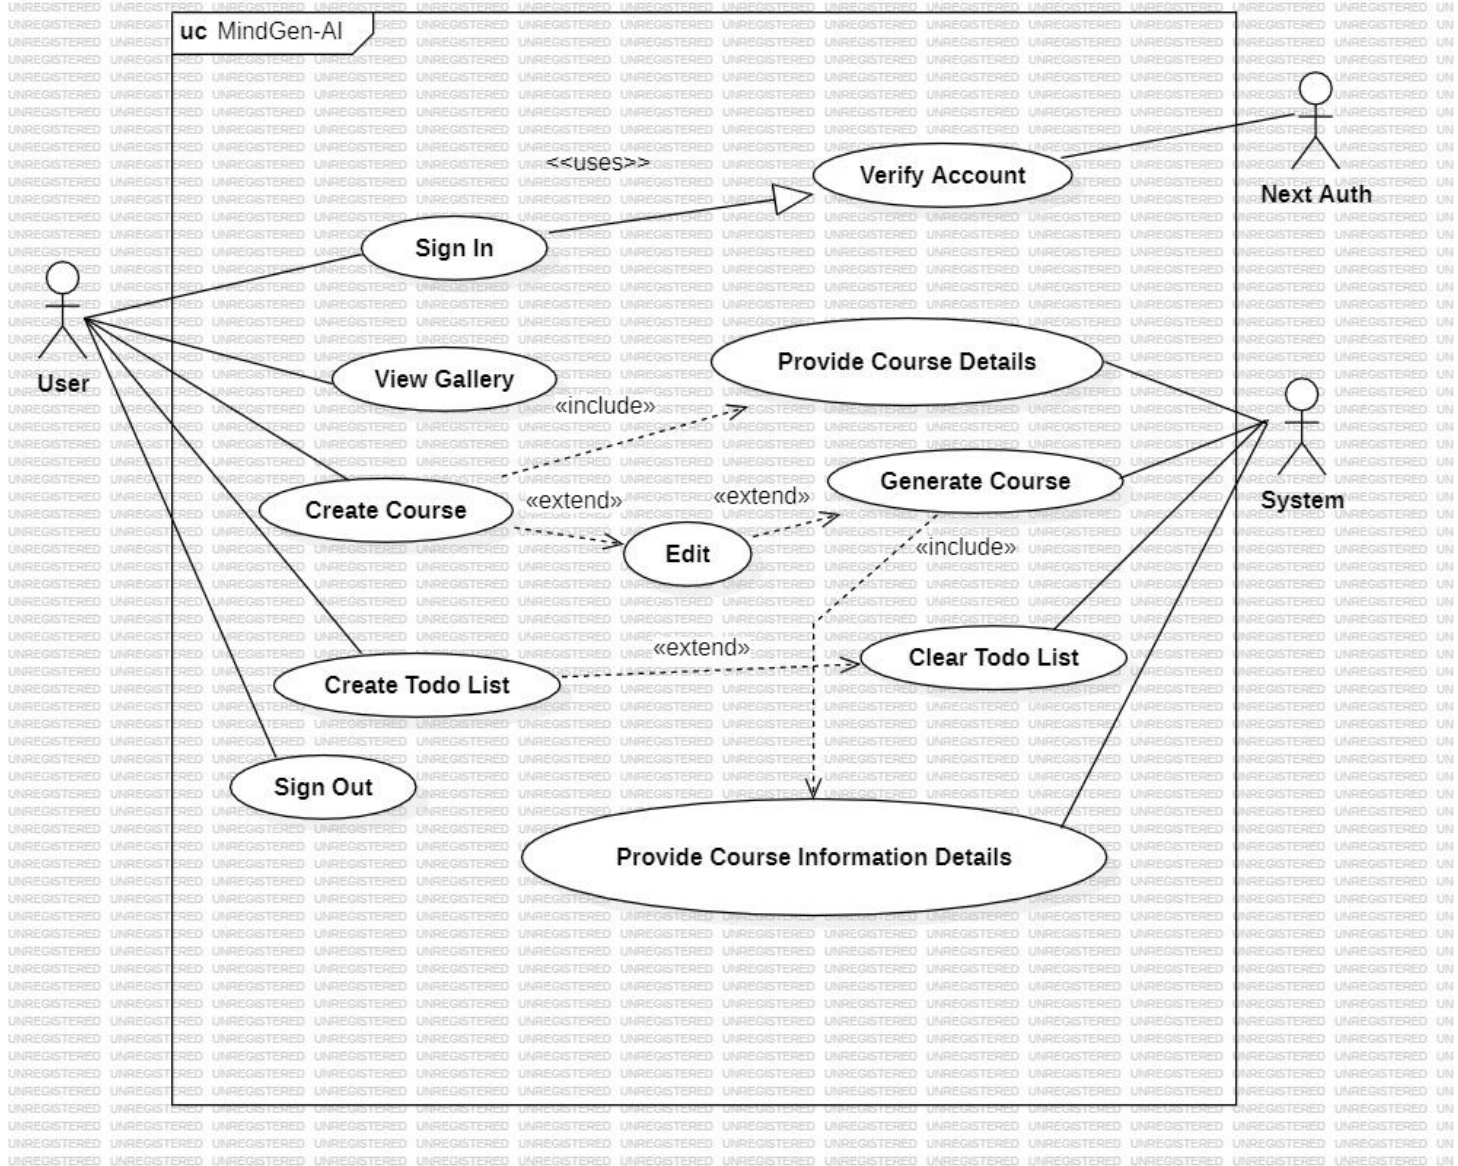 uc MindGen-AI
<<uses>>
Verify Account
Next Auth
Sign In
User
View Gallery
Provide Course Details
«include»
Create Course
«extend»
Edit
«extend»
Generate Course
System
«include»
Create Todo List
«extend»
Clear Todo List
Sign Out
Provide Course Information Details
UNREGISTERED